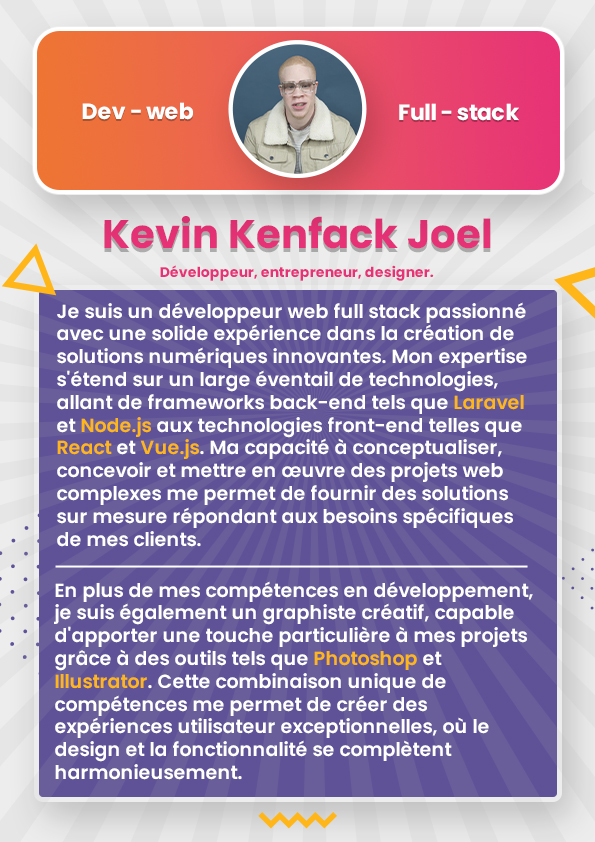 Dev - web
Full - stack
Kevin Kenfack Joel
Développeur, entrepreneur, designer.
Je suis un développeur web full stack passionné
avec une solide expérience dans la création de
solutions numériques innovantes. Mon expertise
s'étend sur un large éventail de technologies,
allant de frameworks back-end tels que Laravel
et Node.js aux technologies front-end telles que
React et Vue.js. Ma capacité à conceptualiser,
concevoir et mettre en œuvre des projets web
complexes me permet de fournir des solutions
sur mesure répondant aux besoins spécifiques
de mes clients.
En plus de mes compétences en développement,
je suis également un graphiste créatif, capable
d'apporter une touche particulière à mes projets
grâce à des outils tels que Photoshop et
Illustrator. Cette combinaison unique de
compétences me permet de créer des
expériences utilisateur exceptionnelles, où le
design et la fonctionnalité se complètent
harmonieusement.